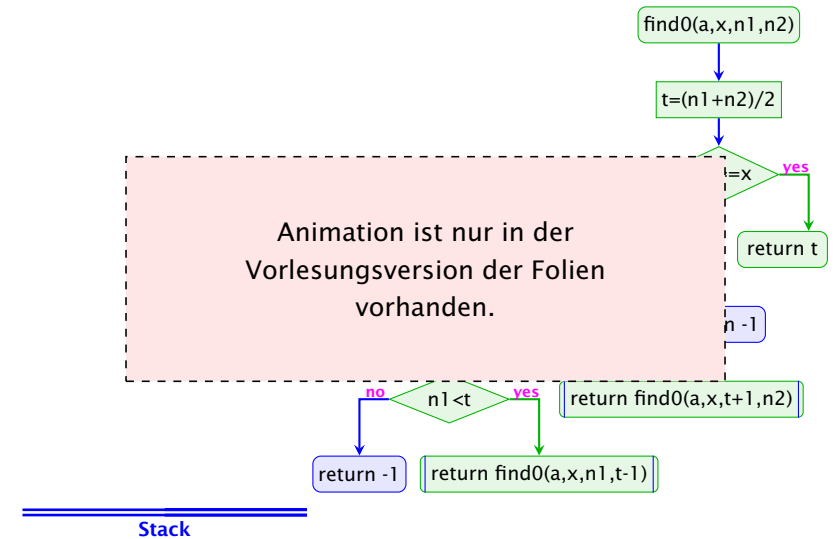 find0(a,x,n1,n2)
t=(n1+n2)/2
=x
yes
return t
Animation ist nur in der
Vorlesungsversion der Folien
vorhanden.
-1
no
n1<t
yes
return find0(a,x,t+1,n2)
return -1
return find0(a,x,n1,t-1)
Stack